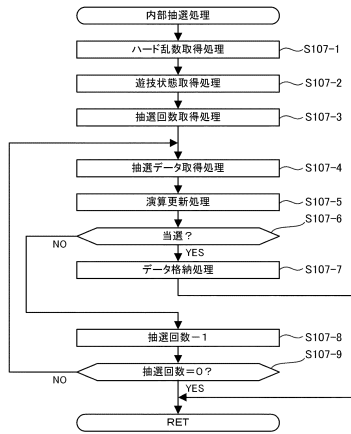 内部抽選処理
ハード乱数取得処理 S107-1
遊技状態取得処理 S107-2
抽選回数取得処理 S107-3
抽選データ取得処理 S107-4
演算更新処理 S107-5
S107-6
当選？
NO
YES
データ格納処理 S107-7
抽選回数－1 S107-8
S107-9
抽選回数＝0？
NO
YES
RET